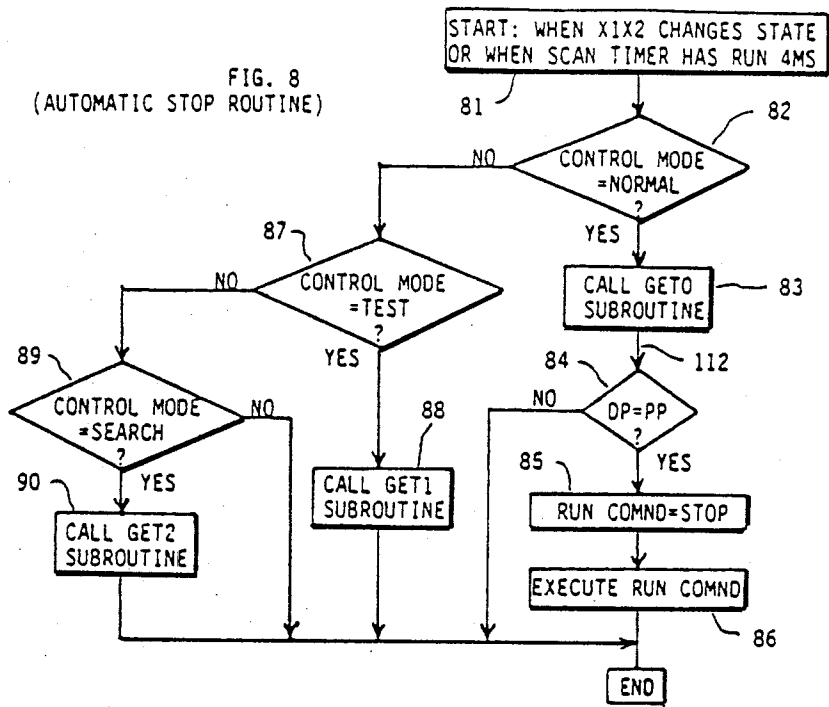 START: WHEN X1X2 CHANGES STATE
OR WHEN SCAN TIMER HAS RUN 4MS
FIG. 8
(AUTOMATIC STOP ROUTINE)
81
82
CONTROL MODE
=NORMAL
?
NO
YES
87
CONTROL MODE
=TEST
?
NO
YES
CALL GET0
SUBROUTINE
83
112
84
DP=PP
?
NO
YES
89
CONTROL MODE
=SEARCH
?
NO
YES
88
CALL GET1
SUBROUTINE
85
RUN COMND=STOP
90
CALL GET2
SUBROUTINE
EXECUTE RUN COMND
86
END